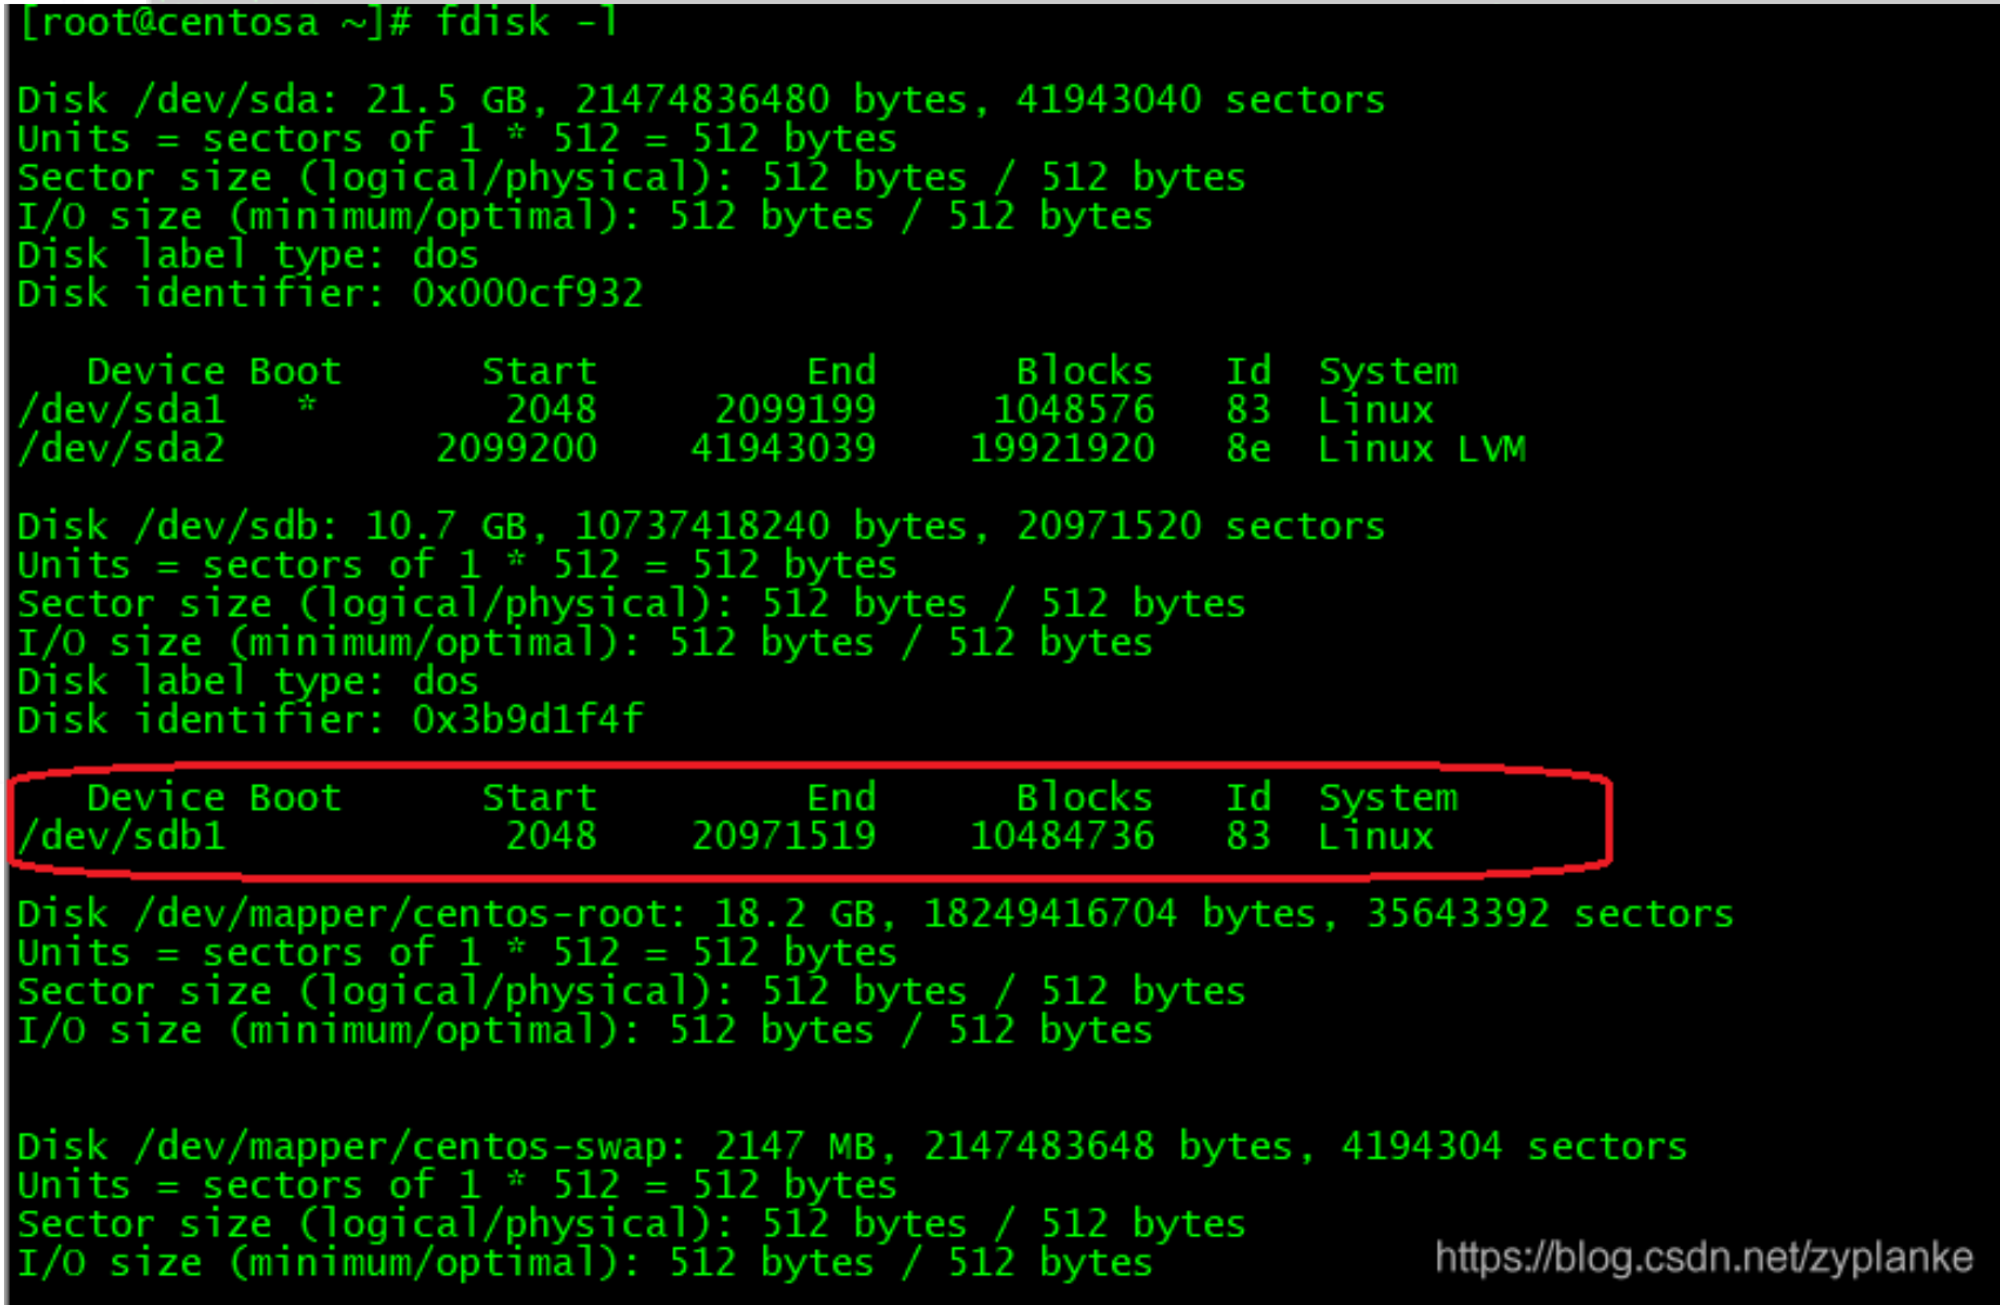 [root@centosa ~]# fdisk -l
Disk /dev/sda: 21.5 GB, 21474836480 bytes, 41943040 sectors
Units = sectors of 1 * 512 = 512 bytes
Sector size (logical/physical): 512 bytes / 512 bytes
I/O size (minimum/optimal): 512 bytes / 512 bytes
Disk label type: dos
Disk identifier: 0x000cf932
Device Boot Start End Blocks Id System
/dev/sda1 * 2048 2099199 1048576 83 Linux
/dev/sda2 2099200 41943039 19921920 8e Linux LVM
Disk /dev/sdb: 10.7 GB, 10737418240 bytes, 20971520 sectors
Units = sectors of 1 * 512 = 512 bytes
Sector size (logical/physical): 512 bytes / 512 bytes
I/O size (minimum/optimal): 512 bytes / 512 bytes
Disk label type: dos
Disk identifier: 0x3b9d1f4f
Device Boot Start End Blocks Id System
/dev/sdb1 2048 20971519 10484736 83 Linux
Disk /dev/mapper/centos-root: 18.2 GB, 18249416704 bytes, 35643392 sectors
Units = sectors of 1 * 512 = 512 bytes
Sector size (logical/physical): 512 bytes / 512 bytes
I/O size (minimum/optimal): 512 bytes / 512 bytes
Disk /dev/mapper/centos-swap: 2147 MB, 2147483648 bytes, 4194304 sectors
Units = sectors of 1 * 512 = 512 bytes
Sector size (logical/physical): 512 bytes / 512 bytes
I/O size (minimum/optimal): 512 bytes / 512 bytes
https://blog.csdn.net/zyplanke